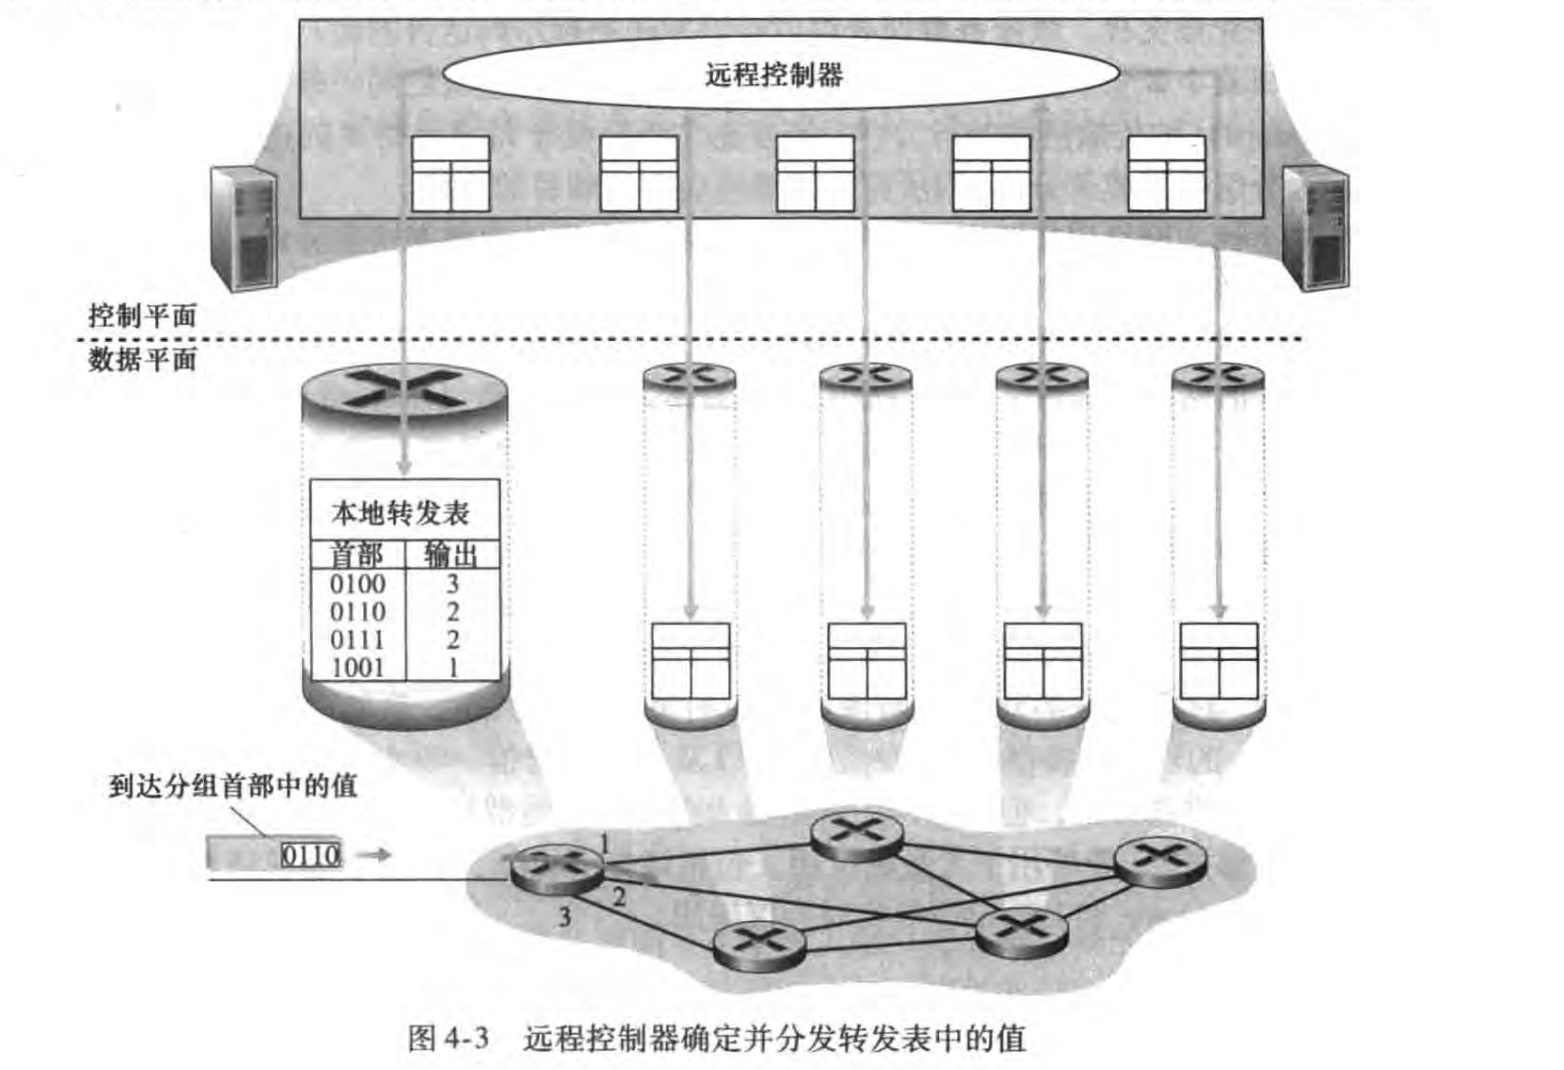 远程控制器
控制平面
数据平面
本地转发表
首部 输出
0100 3
0110 2
0111 2
1001 1
到达分组首部中的值
0110
1
2
3
图 4-3 远程控制器确定并分发转发表中的值